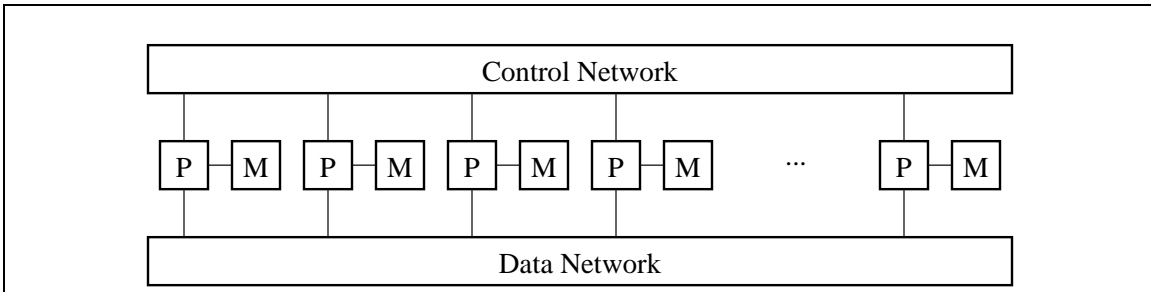 Control Network
P M P M P M P M ... P M
Data Network